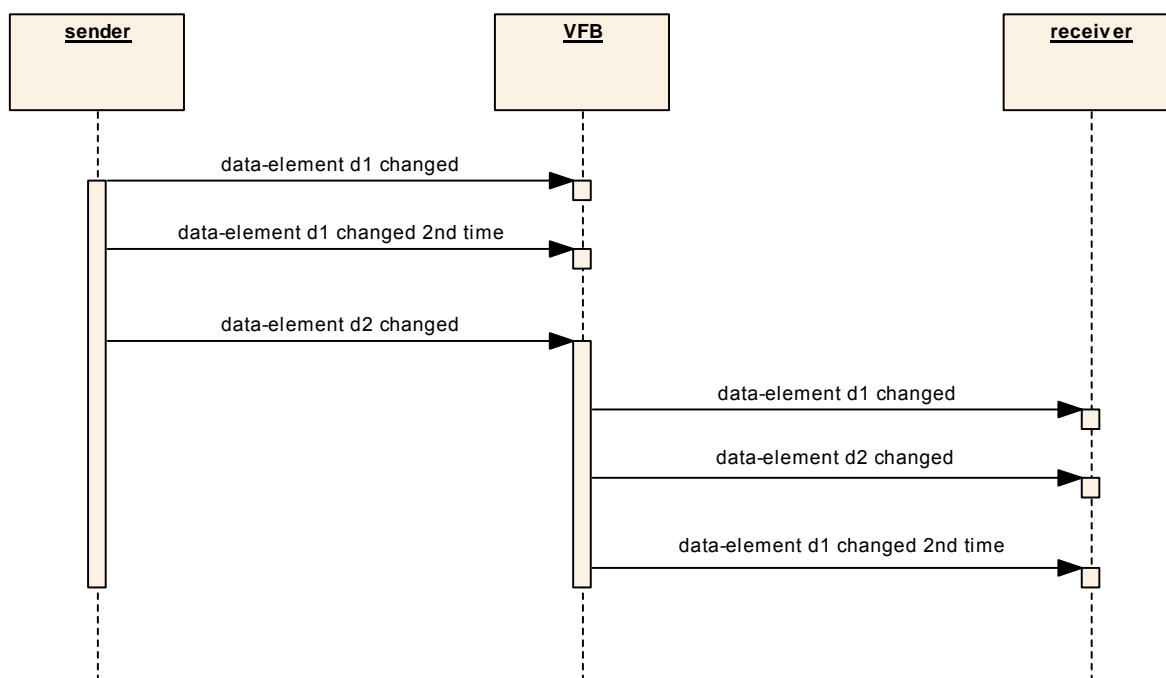 sender
VFB
receiver
data-element d1 changed
data-element d1 changed 2nd time
data-element d2 changed
data-element d1 changed
data-element d2 changed
data-element d1 changed 2nd time